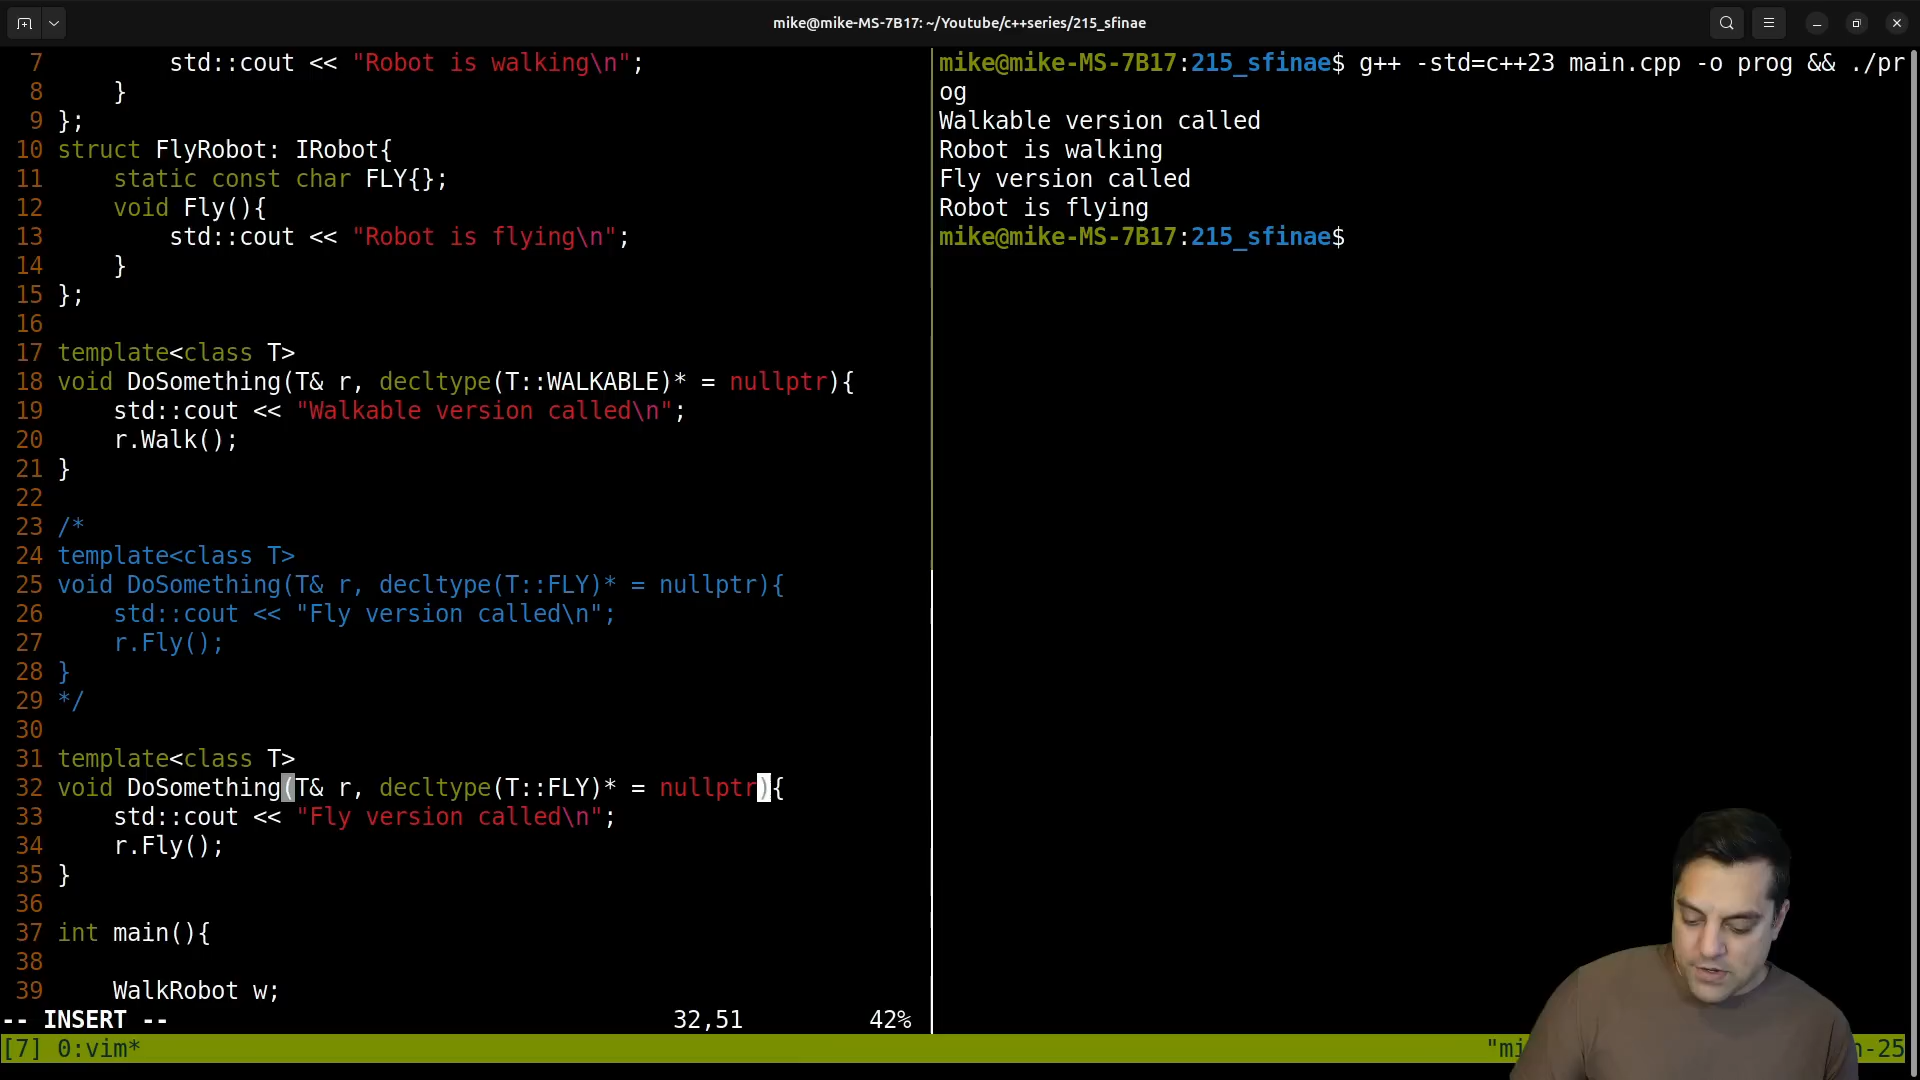 mike@mike-MS-7B17: ~/Youtube/c++series/215_sfinae
7         std::cout << "Robot is walking\n";
8     }
9 };
10 struct FlyRobot: IRobot{
11     static const char FLY{};
12     void Fly(){
13         std::cout << "Robot is flying\n";
14     }
15 };
16
17 template<class T>
18 void DoSomething(T& r, decltype(T::WALKABLE)* = nullptr){
19     std::cout << "Walkable version called\n";
20     r.Walk();
21 }
22
23 /*
24 template<class T>
25 void DoSomething(T& r, decltype(T::FLY)* = nullptr){
26     std::cout << "Fly version called\n";
27     r.Fly();
28 }
29 */
30
31 template<class T>
32 void DoSomething(T& r, decltype(T::FLY)* = nullptr){
33     std::cout << "Fly version called\n";
34     r.Fly();
35 }
36
37 int main(){
38
39     WalkRobot w;
-- INSERT -- 32,51 42%
mike@mike-MS-7B17:215_sfinae$ g++ -std=c++23 main.cpp -o prog && ./pr
og
Walkable version called
Robot is walking
Fly version called
Robot is flying
mike@mike-MS-7B17:215_sfinae$
[7] 0:vim*